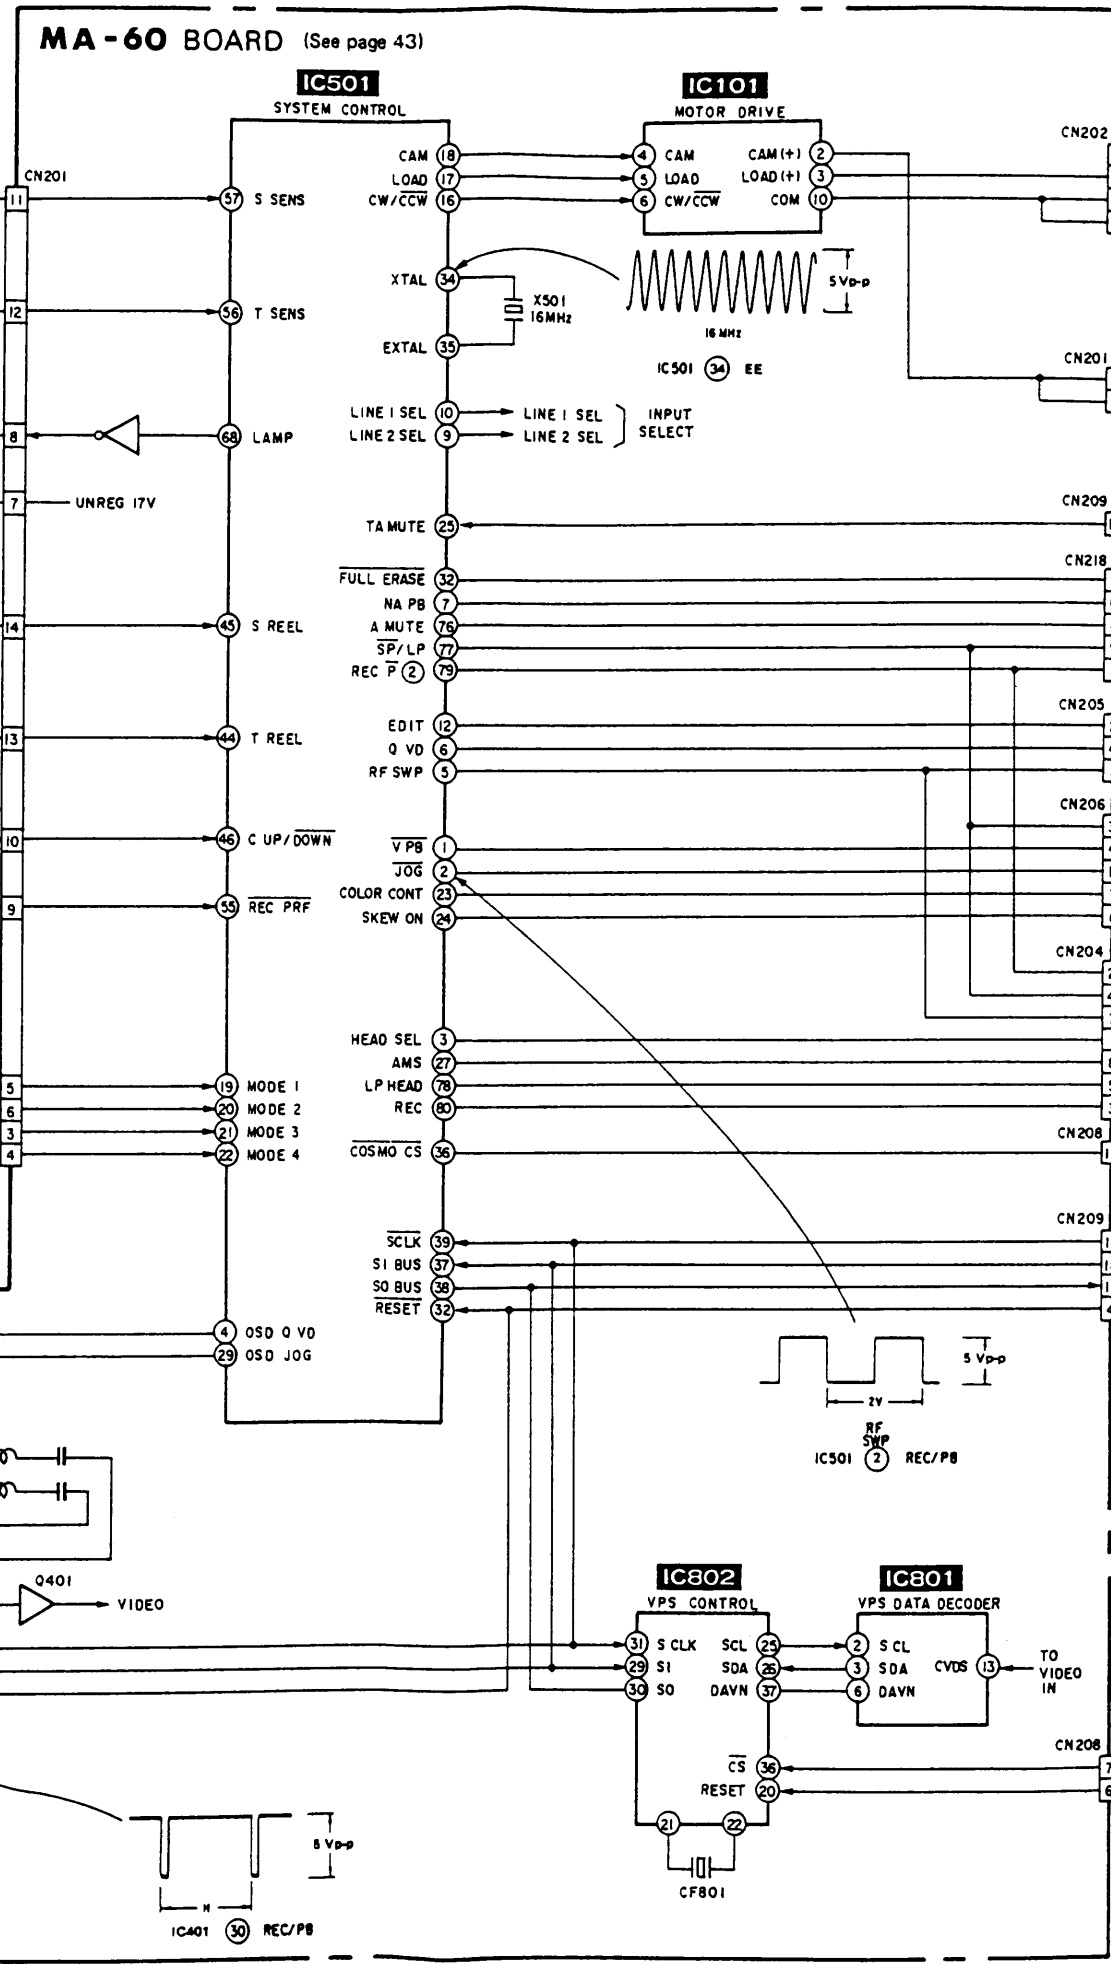 MA-60 BOARD (See page 43)
IC501
SYSTEM CONTROL
IC101
MOTOR DRIVE
CN202
CN201
11
57 S SENS
CAM 18
LOAD 17
CW/CCW 16
4 CAM
5 LOAD
6 CW/CCW
CAM(+) 2
LOAD(+) 3
COM 10
12
56 T SENS
XTAL 34
X501
16MHz
EXTAL 35
5Vp-p
16 MHz
IC501 34 EE
CN201
8
68 LAMP
LINE 1 SEL 10
LINE 1 SEL
LINE 2 SEL 9
LINE 2 SEL
INPUT
SELECT
7
UNREG 17V
CN209
TA MUTE 25
CN218
FULL ERASE 32
NA PB 7
A MUTE 76
SP/LP 77
REC P 2 79
14
45 S REEL
CN205
EDIT 12
Q VD 6
RF SWP 5
13
44 T REEL
CN206
3
4
10
46 C UP/DOWN
V PB 1
JOG 2
COLOR CONT 23
SKEW ON 24
9
55 REC PRF
CN204
HEAD SEL 3
AMS 27
LP HEAD 78
REC 80
5
6
3
4
19 MODE 1
20 MODE 2
21 MODE 3
22 MODE 4
CN208
COSMO CS 36
CN209
SCLK 39
SI BUS 37
SO BUS 38
RESET 32
4
4 OSD Q VD
29 OSD JOG
5 Vp-p
2V
RF
SWP
IC501 2 REC/PB
Q401
VIDEO
IC802
VPS CONTROL
IC801
VPS DATA DECODER
31 S CLK
29 SI
30 SO
SCL 25
SDA 26
DAVN 37
2 SCL
3 SDA
6 DAVN
CVDS 13
TO
VIDEO
IN
CN208
CS 36
7
RESET 20
6
21
22
CF801
5 Vp-p
H
IC401 30 REC/PB